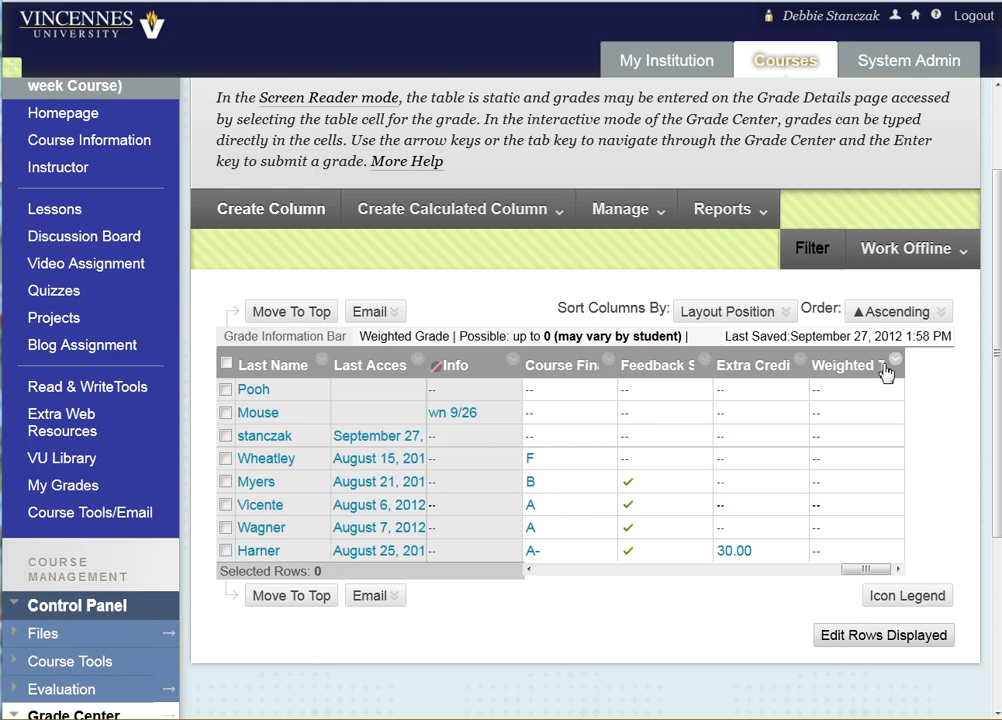 VINCENNES
UNIVERSITY
Debbie Stanczak
Logout
My Institution
Courses
System Admin
week Course)
Homepage
Course Information
Instructor
Lessons
Discussion Board
Video Assignment
Quizzes
Projects
Blog Assignment
Read & WriteTools
Extra Web
Resources
VU Library
My Grades
Course Tools/Email
COURSE
MANAGEMENT
Control Panel
Files
Course Tools
Evaluation
Grade Center
In the Screen Reader mode, the table is static and grades may be entered on the Grade Details page accessed
by selecting the table cell for the grade. In the interactive mode of the Grade Center, grades can be typed
directly in the cells. Use the arrow keys or the tab key to navigate through the Grade Center and the Enter
key to submit a grade. More Help
Create Column Create Calculated Column Manage Reports
Filter Work Offline
Move To Top Email Sort Columns By: Layout Position Order: ▲Ascending
Grade Information Bar Weighted Grade | Possible: up to 0 (may vary by student) | Last Saved:September 27, 2012 1:58 PM
Last Name Last Acces Info Course Fin Feedback S Extra Credi Weighted
Pooh -- -- -- -- --
Mouse wn 9/26 -- -- -- --
stanczak September 27, -- -- -- -- --
Wheatley August 15, 201 -- F -- -- --
Myers August 21, 201 -- B ✓ -- --
Vicente August 6, 2012 -- A ✓ -- --
Wagner August 7, 2012 -- A ✓ -- --
Harner August 25, 201 -- A- ✓ 30.00 --
Selected Rows: 0
Move To Top Email Icon Legend
Edit Rows Displayed